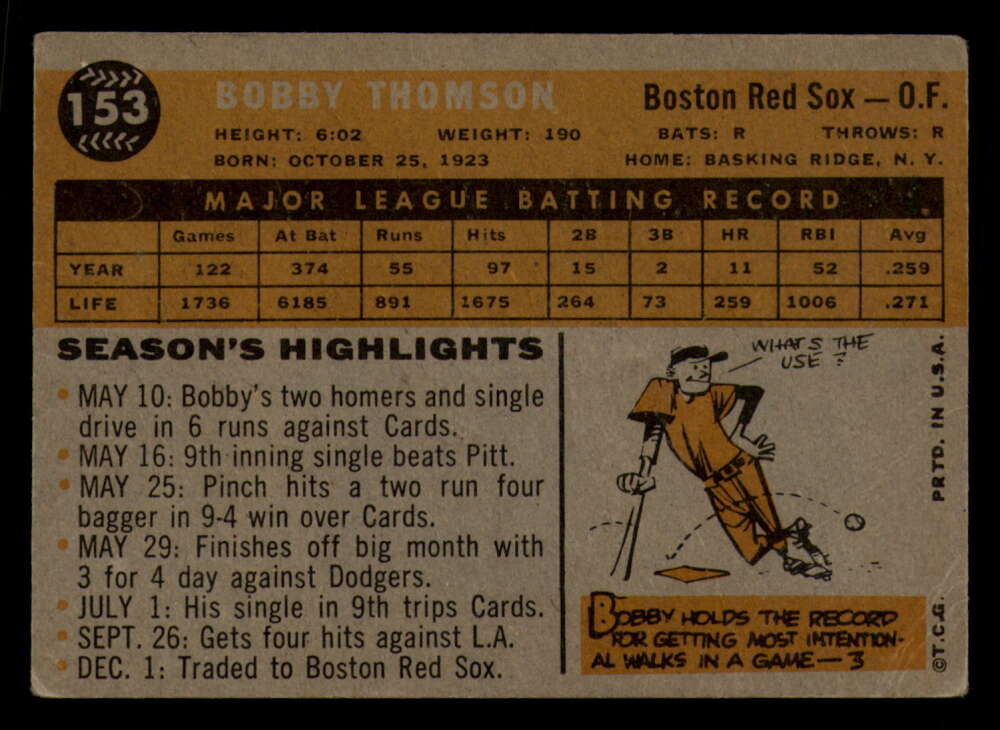 153
BOBBY THOMSON
Boston Red Sox — O.F.
HEIGHT: 6:02 WEIGHT: 190 BATS: R THROWS: R
BORN: OCTOBER 25, 1923 HOME: BASKING RIDGE, N. Y.
MAJOR LEAGUE BATTING RECORD
Games At Bat Runs Hits 2B 3B HR RBI Avg
YEAR 122 374 55 97 15 2 11 52 .259
LIFE 1736 6185 891 1675 264 73 259 1006 .271
SEASON'S HIGHLIGHTS
• MAY 10: Bobby's two homers and single
drive in 6 runs against Cards.
• MAY 16: 9th inning single beats Pitt.
• MAY 25: Pinch hits a two run four
bagger in 9-4 win over Cards.
• MAY 29: Finishes off big month with
3 for 4 day against Dodgers.
• JULY 1: His single in 9th trips Cards.
• SEPT. 26: Gets four hits against L.A.
• DEC. 1: Traded to Boston Red Sox.
WHAT'S THE
USE?
BOBBY HOLDS THE RECORD
FOR GETTING MOST INTENTION-
AL WALKS IN A GAME—3
PRTD. IN U.S.A.
©T.C.G.